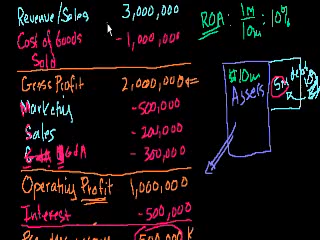 Revenue/Sales 3,000,000
Cost of Goods Sold -1,000,000
Gross Profit 2,000,000
Marketing -500,000
Sales -200,000
G&A -300,000
Operating Profit 1,000,000
Interest -500,000
500,000
ROA: 1m/10m : 10%
$10m Assets
5m debt